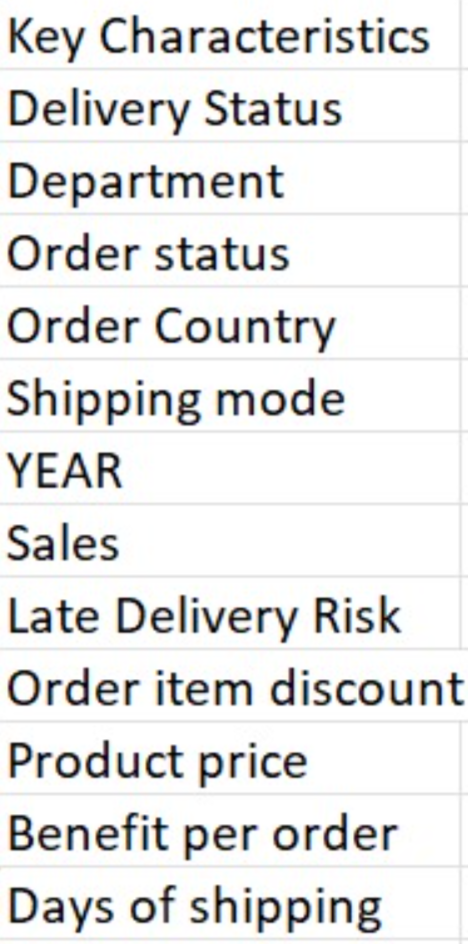 Key Characteristics
Delivery Status
Department
Order status
Order Country
Shipping mode
YEAR
Sales
Late Delivery Risk
Order item discount
Product price
Benefit per order
Days of shipping